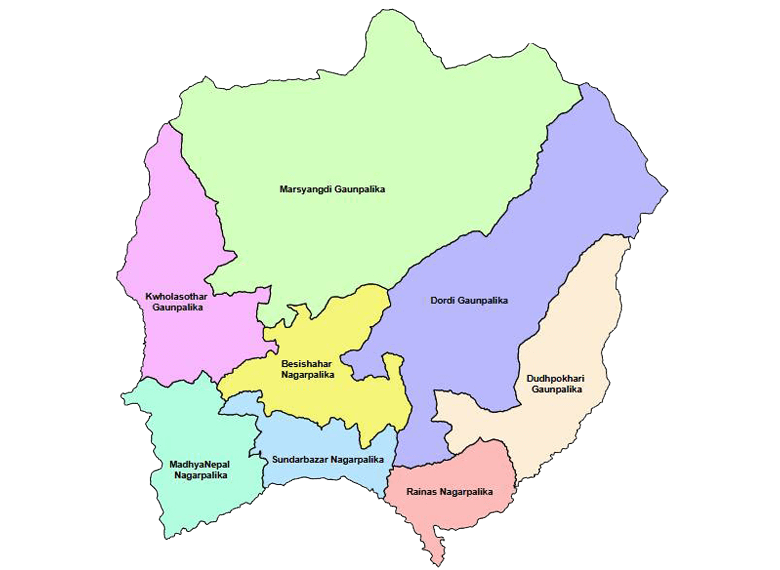 Marsyangdi Gaunpalika
Kwholasothar
Gaunpalika
Dordi Gaunpalika
Besishahar
Nagarpalika
Dudhpokhari
Gaunpalika
MadhyaNepal
Nagarpalika
Sundarbazar Nagarpalika
Rainas Nagarpalika